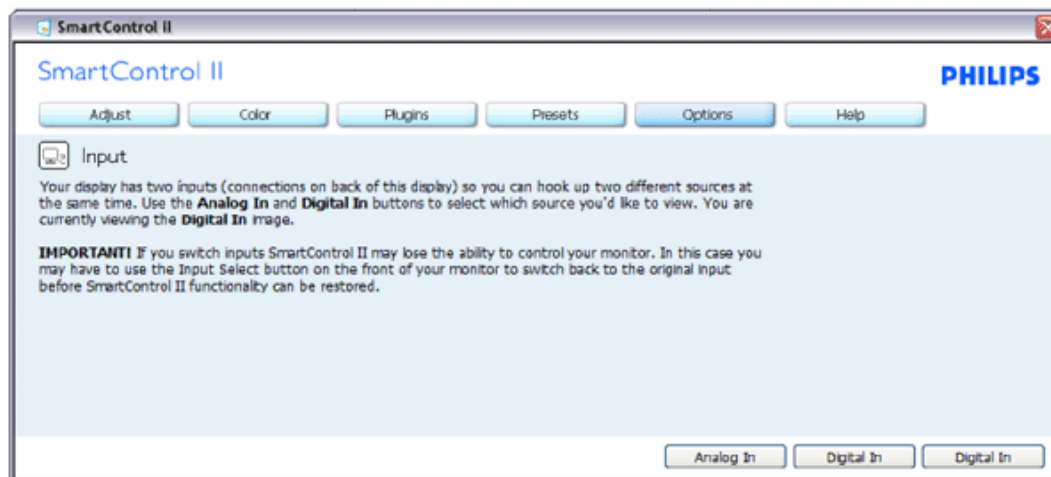 SmartControl II
SmartControl II
PHILIPS
Adjust Color Plugins Presets Options Help
Input
Your display has two inputs (connections on back of this display) so you can hook up two different sources at
the same time. Use the Analog In and Digital In buttons to select which source you'd like to view. You are
currently viewing the Digital In image.
IMPORTANT! If you switch inputs SmartControl II may lose the ability to control your monitor. In this case you
may have to use the Input Select button on the front of your monitor to switch back to the original input
before SmartControl II functionality can be restored.
Analog In Digital In Digital In